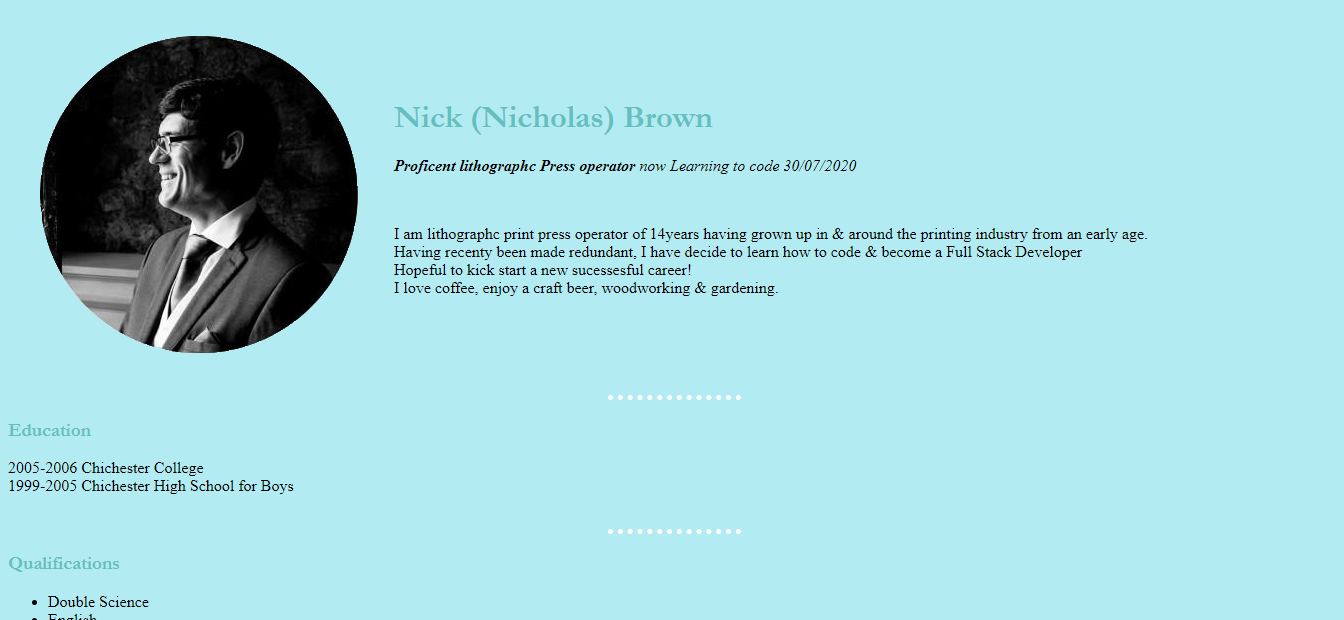 Nick (Nicholas) Brown
Proficent lithographc Press operator now Learning to code 30/07/2020
I am lithographc print press operator of 14years having grown up in & around the printing industry from an early age.
Having recenty been made redundant, I have decide to learn how to code & become a Full Stack Developer
Hopeful to kick start a new sucessesful career!
I love coffee, enjoy a craft beer, woodworking & gardening.
Education
2005-2006 Chichester College
1999-2005 Chichester High School for Boys
Qualifications
• Double Science
• English